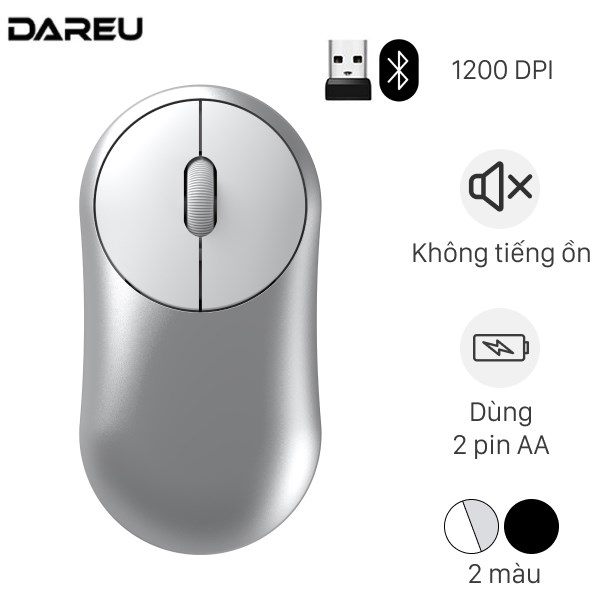 DAREU
1200 DPI
Không tiếng ồn
Dùng
2 pin AA
2 màu